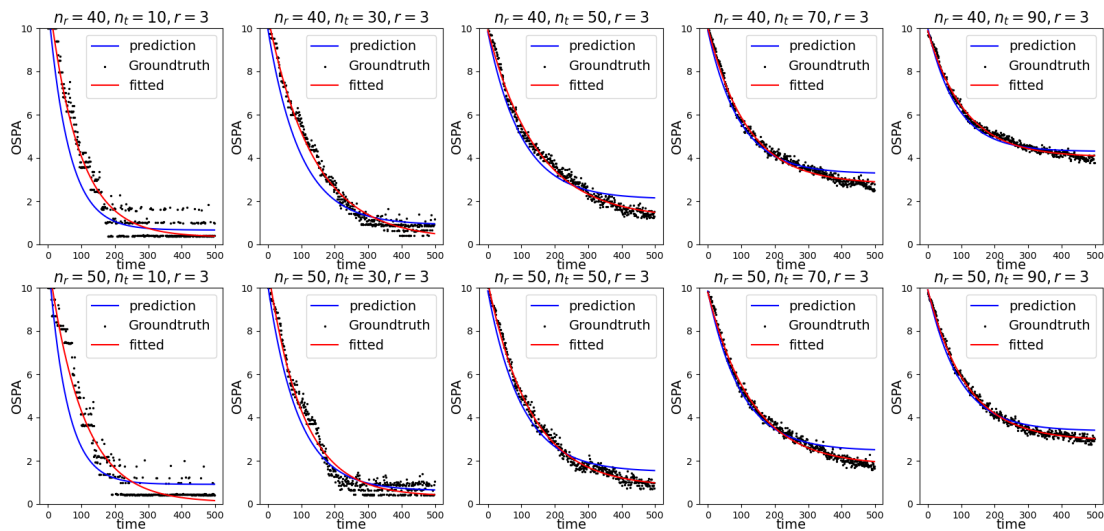 n_r = 40, n_t = 10, r = 3
10
8
6
4
2
0
OSPA
prediction
Groundtruth
fitted
0 100 200 300 400 500
time
n_r = 40, n_t = 30, r = 3
10
8
6
4
2
0
OSPA
prediction
Groundtruth
fitted
0 100 200 300 400 500
time
n_r = 40, n_t = 50, r = 3
10
8
6
4
2
0
OSPA
prediction
Groundtruth
fitted
0 100 200 300 400 500
time
n_r = 40, n_t = 70, r = 3
10
8
6
4
2
0
OSPA
prediction
Groundtruth
fitted
0 100 200 300 400 500
time
n_r = 40, n_t = 90, r = 3
10
8
6
4
2
0
OSPA
prediction
Groundtruth
fitted
0 100 200 300 400 500
time
n_r = 50, n_t = 10, r = 3
10
8
6
4
2
0
OSPA
prediction
Groundtruth
fitted
0 100 200 300 400 500
time
n_r = 50, n_t = 30, r = 3
10
8
6
4
2
0
OSPA
prediction
Groundtruth
fitted
0 100 200 300 400 500
time
n_r = 50, n_t = 50, r = 3
10
8
6
4
2
0
OSPA
prediction
Groundtruth
fitted
0 100 200 300 400 500
time
n_r = 50, n_t = 70, r = 3
10
8
6
4
2
0
OSPA
prediction
Groundtruth
fitted
0 100 200 300 400 500
time
n_r = 50, n_t = 90, r = 3
10
8
6
4
2
0
OSPA
prediction
Groundtruth
fitted
0 100 200 300 400 500
time